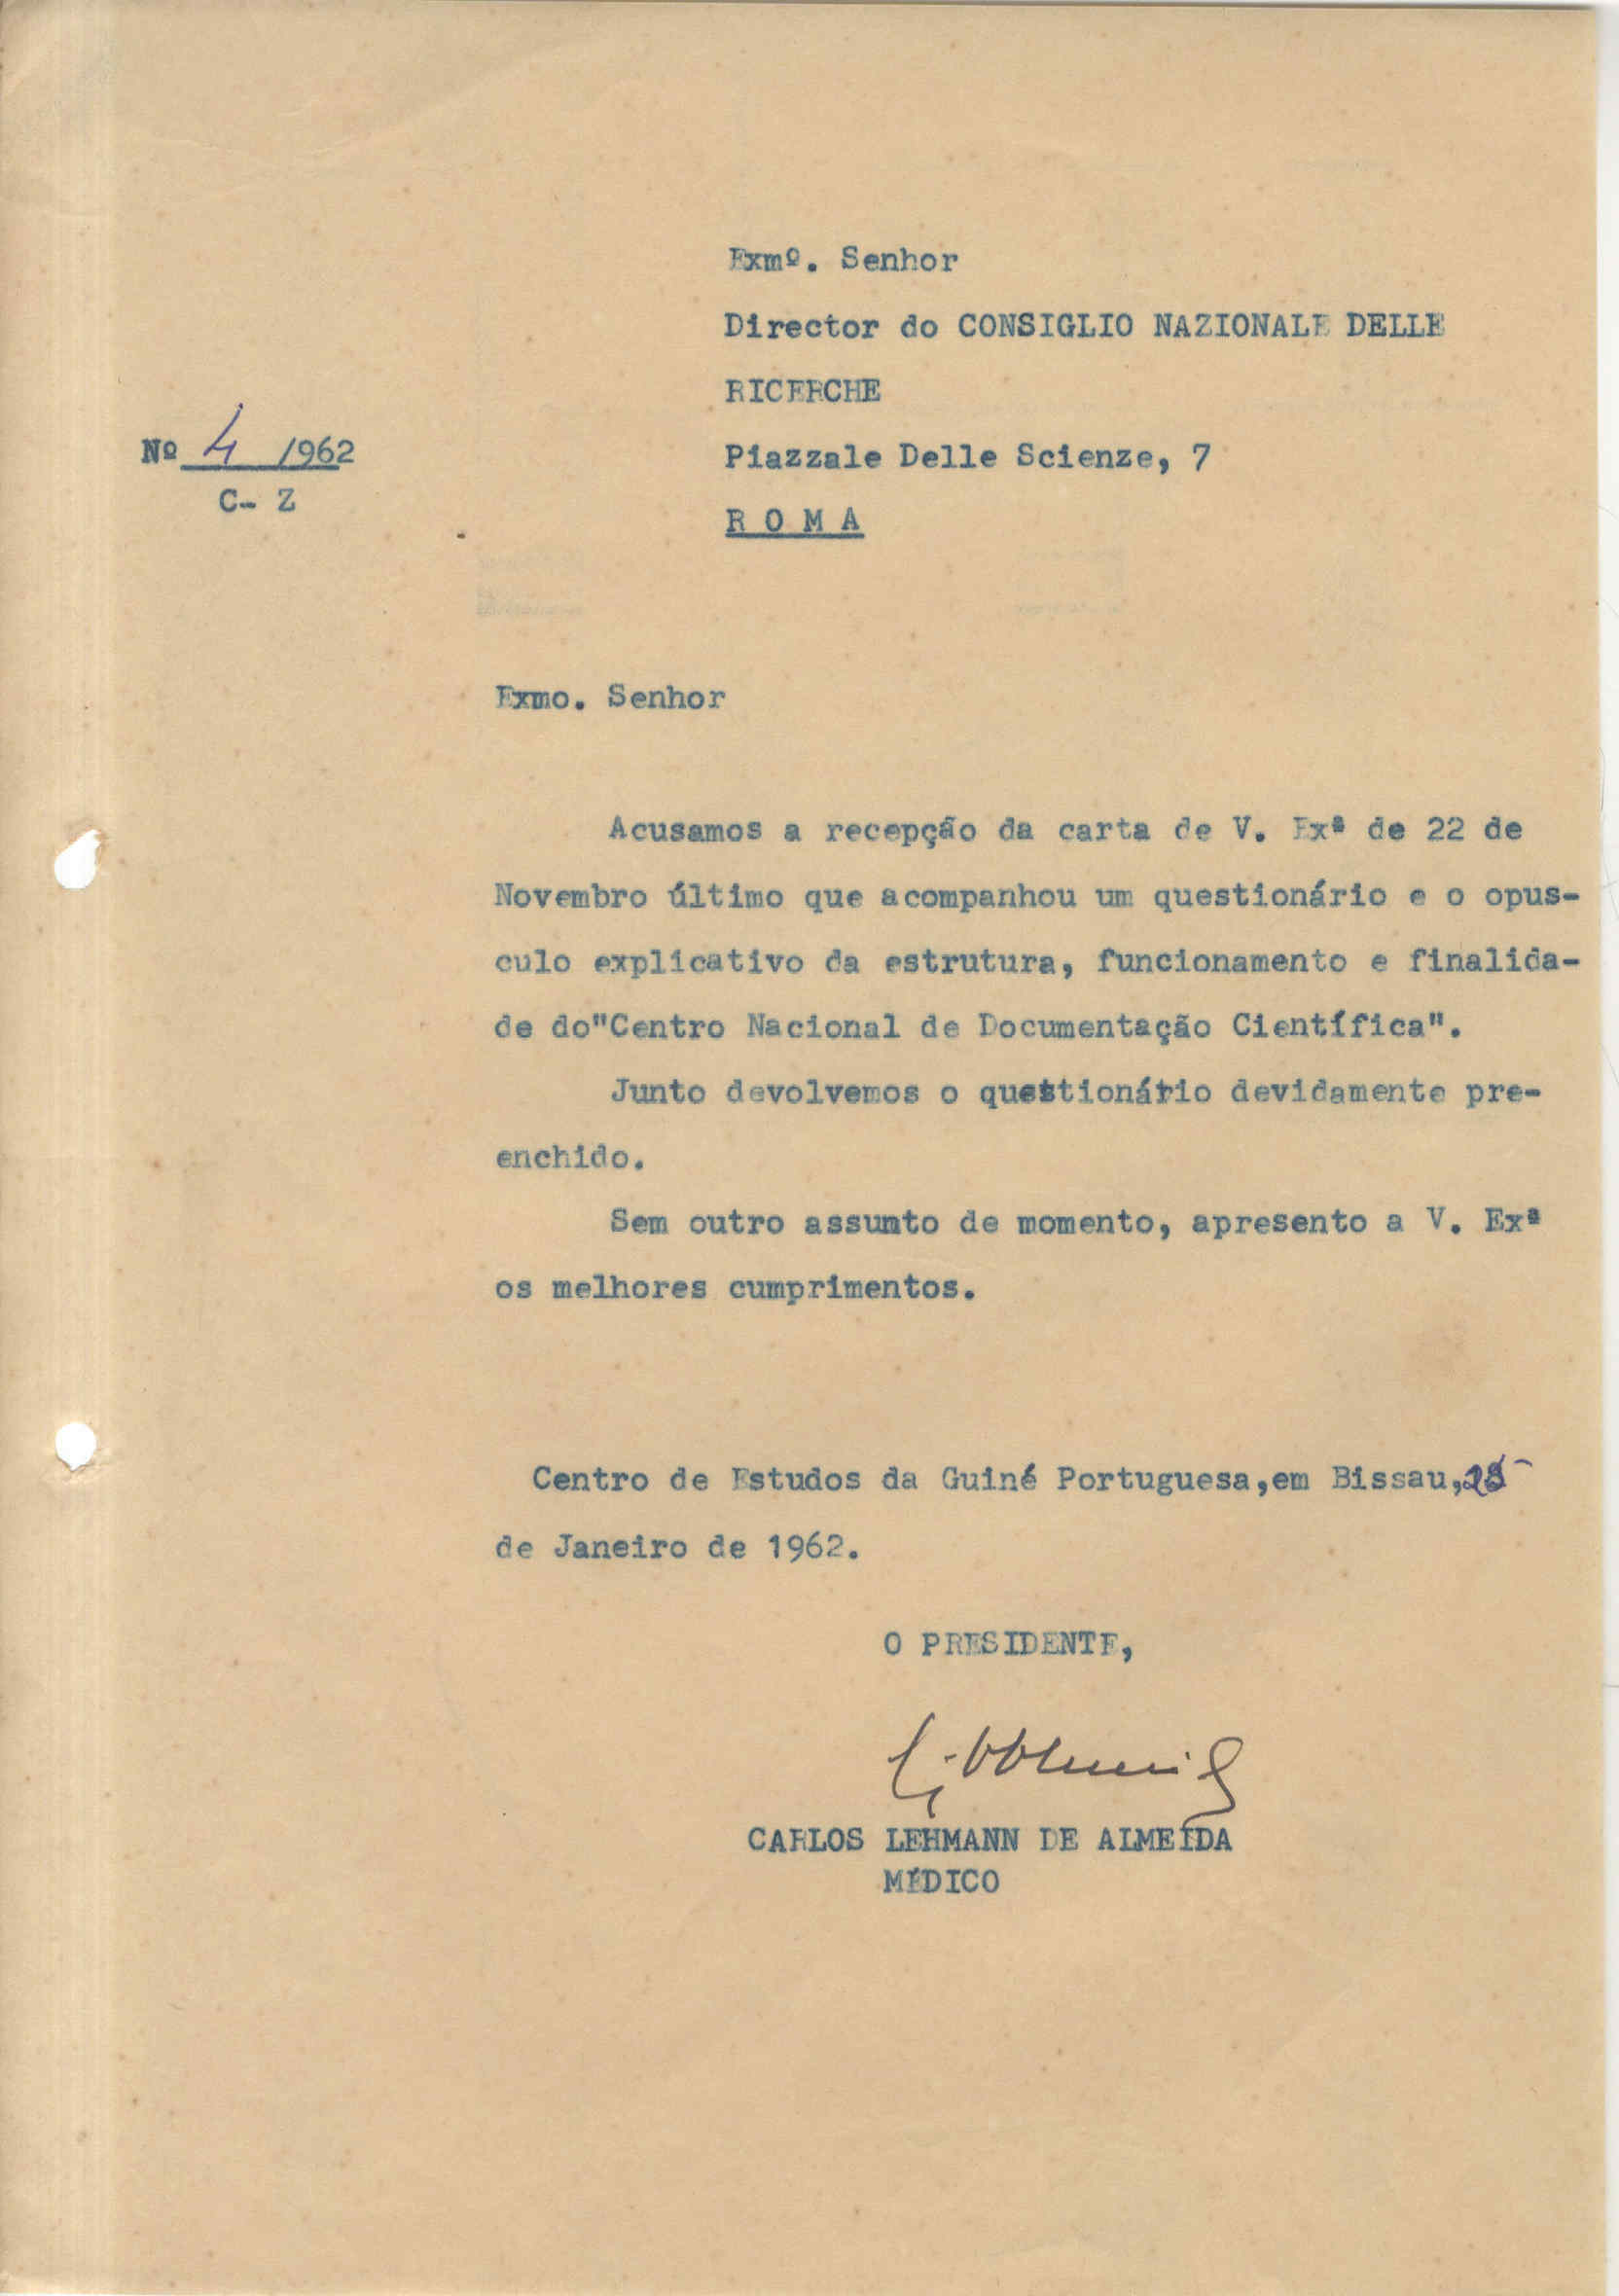 Exmº. Senhor
Director do CONSIGLIO NAZIONALE DELLE
RICERCHE
Nº 4 /1962
Piazzale Delle Scienze, 7
C- Z
R O M A
Exmo. Senhor
Acusamos a recepção da carta de V. Exª de 22 de
Novembro último que acompanhou um questionário e o opus-
culo explicativo da estrutura, funcionamento e finalida-
de do"Centro Nacional de Documentação Científica".
Junto devolvemos o questionário devidamente pre-
enchido.
Sem outro assunto de momento, apresento a V. Exª
os melhores cumprimentos.
Centro de Estudos da Guiné Portuguesa,em Bissau,
de Janeiro de 1962.
O PRESIDENTE,
CARLOS LEHMANN DE ALMEIDA
MÉDICO